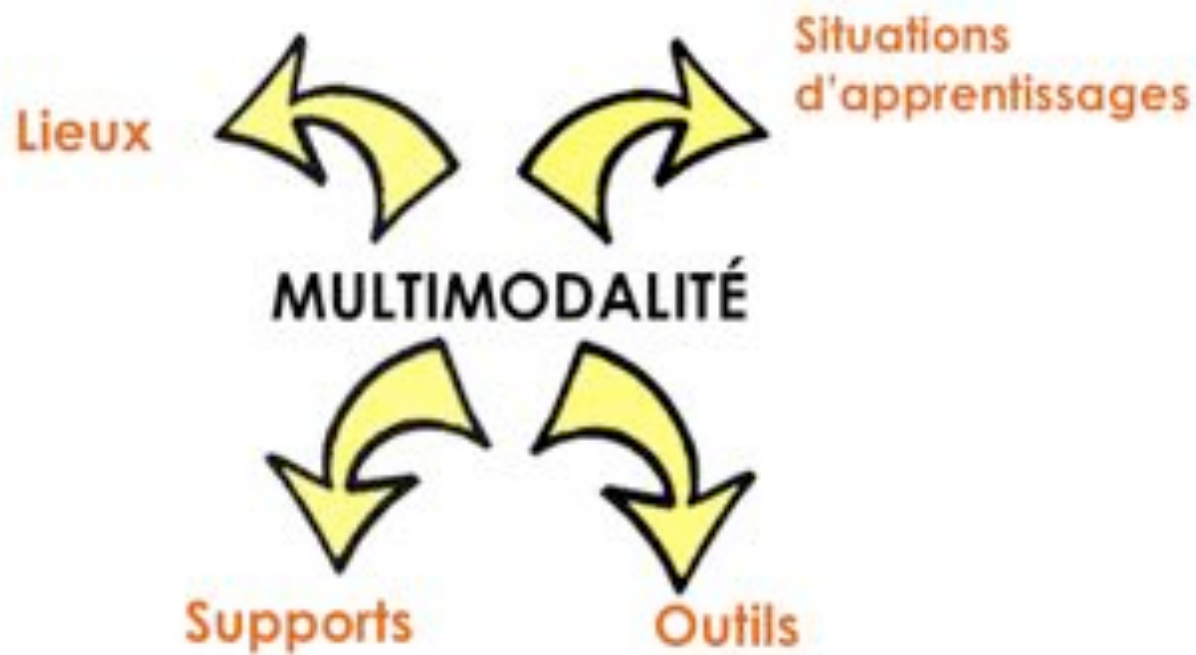 Situations
d'apprentissages
Lieux
MULTIMODALITÉ
Supports
Outils